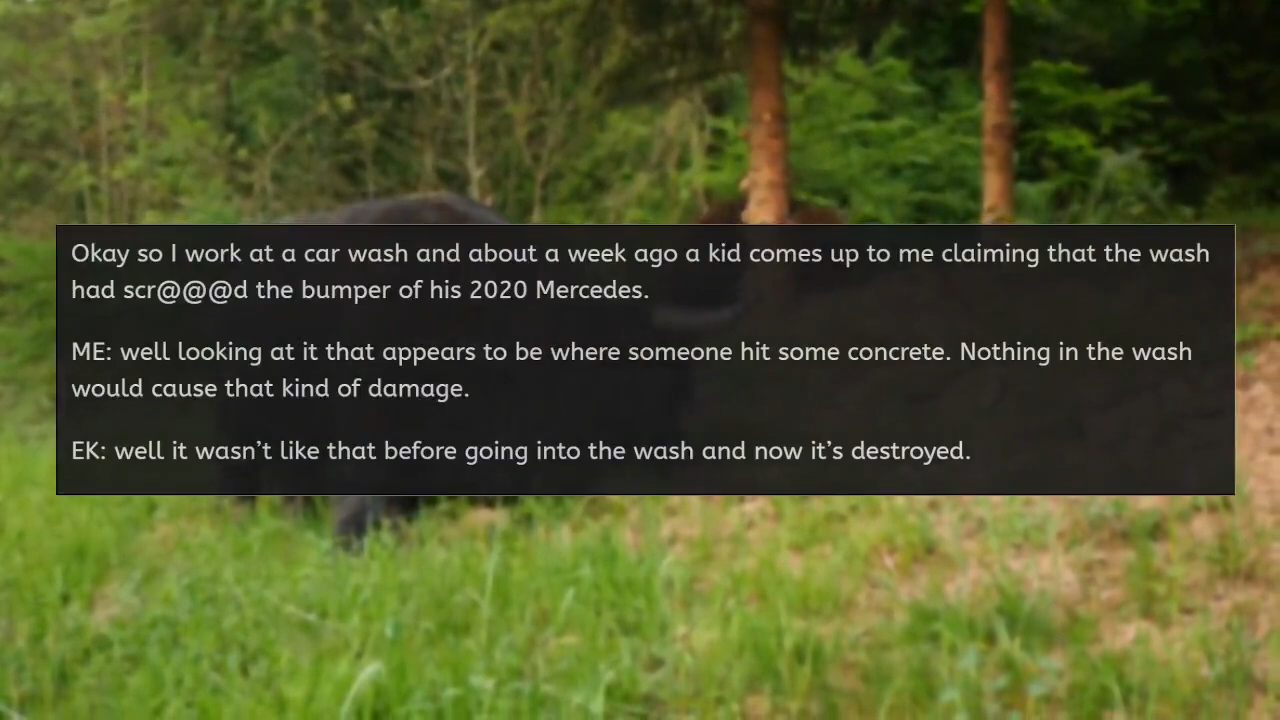 Okay so I work at a car wash and about a week ago a kid comes up to me claiming that the wash
had scr@@@d the bumper of his 2020 Mercedes.
ME: well looking at it that appears to be where someone hit some concrete. Nothing in the wash
would cause that kind of damage.
EK: well it wasn’t like that before going into the wash and now it’s destroyed.